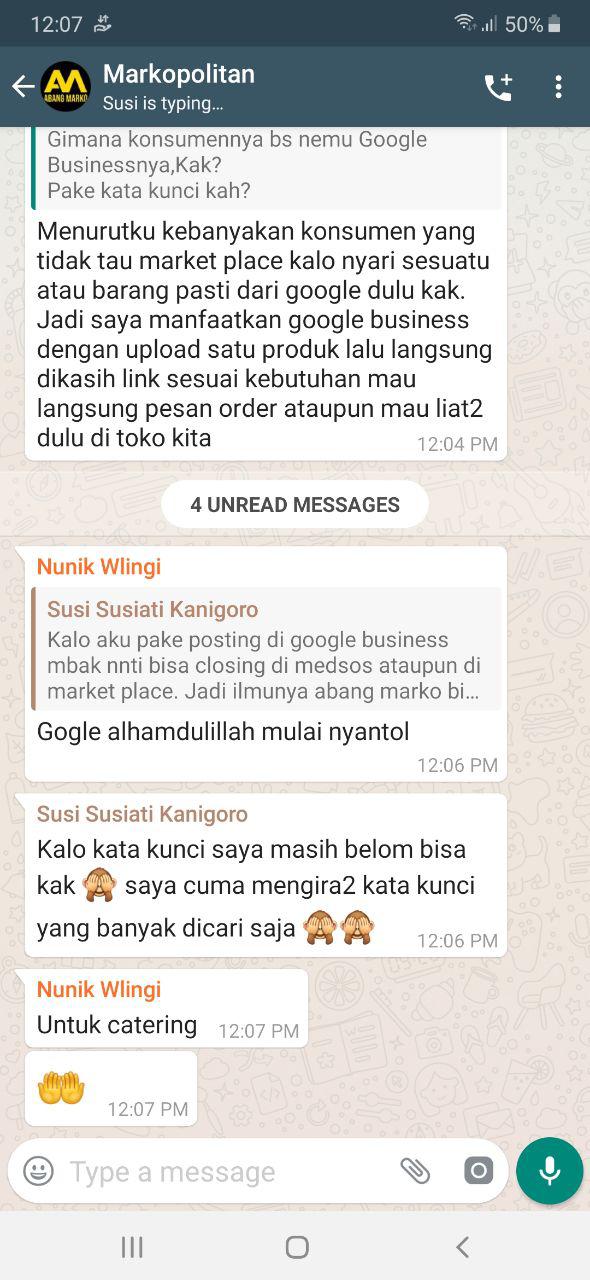 12:07
50%
ABANG MARKO
Markopolitan
Susi is typing...
Gimana konsumennya bs nemu Google
Businessnya,Kak?
Pake kata kunci kah?
Menurutku kebanyakan konsumen yang
tidak tau market place kalo nyari sesuatu
atau barang pasti dari google dulu kak.
Jadi saya manfaatkan google business
dengan upload satu produk lalu langsung
dikasih link sesuai kebutuhan mau
langsung pesan order ataupun mau liat2
dulu di toko kita
12:04 PM
4 UNREAD MESSAGES
Nunik Wlingi
Susi Susiati Kanigoro
Kalo aku pake posting di google business
mbak nnti bisa closing di medsos ataupun di
market place. Jadi ilmunya abang marko bi...
Gogle alhamdulillah mulai nyantol
12:06 PM
Susi Susiati Kanigoro
Kalo kata kunci saya masih belom bisa
kak 🙈 saya cuma mengira2 kata kunci
yang banyak dicari saja 🙈🙈
12:06 PM
Nunik Wlingi
Untuk catering 12:07 PM
🤲 12:07 PM
Type a message